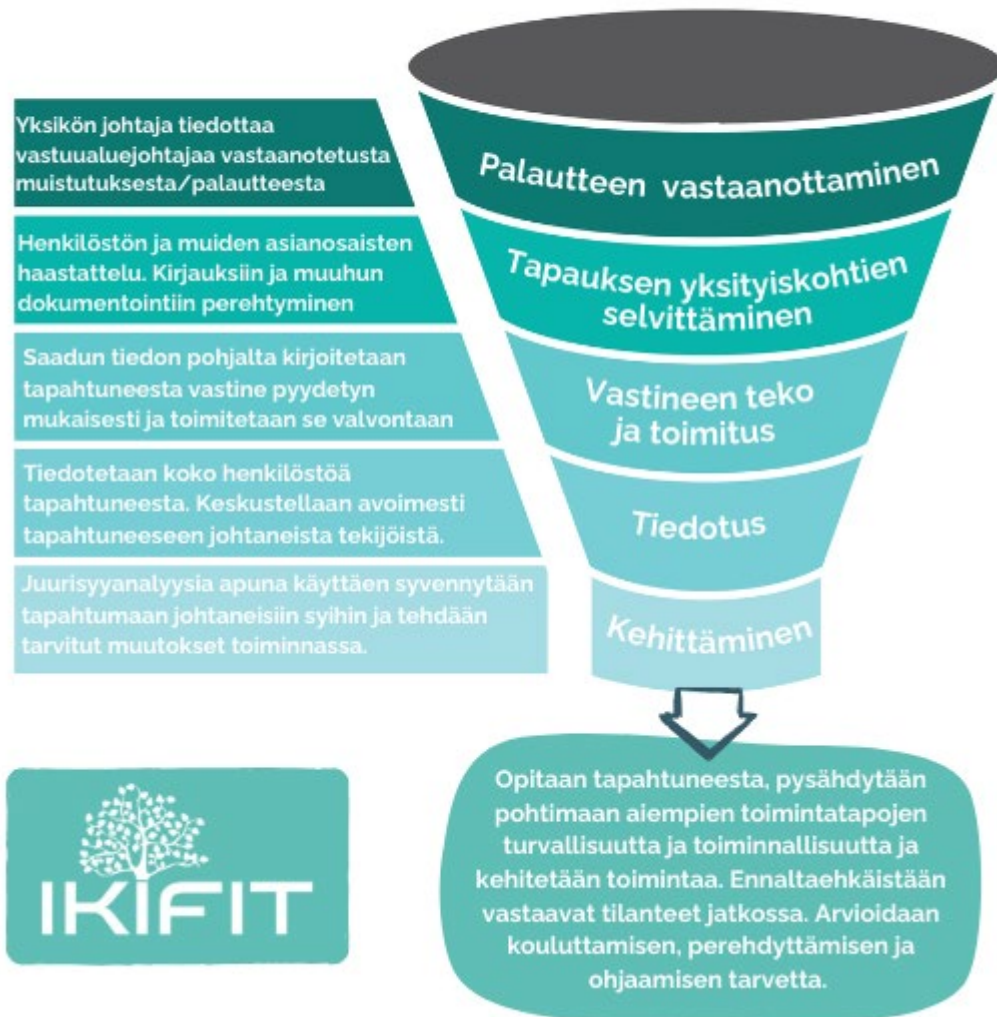 Yksikön johtaja tiedottaa
vastuualuejohtajaa vastaanotetusta
muistutuksesta/palautteesta
Palautteen vastaanottaminen
Henkilöstön ja muiden asianosaisten
haastattelu. Kirjauksiin ja muuhun
dokumentointiin perehtyminen
Tapauksen yksityiskohtien
selvittäminen
Saadun tiedon pohjalta kirjoitetaan
tapahtuneesta vastine pyydetyn
mukaisesti ja toimitetaan se valvontaan
Vastineen teko
ja toimitus
Tiedotetaan koko henkilöstöä
tapahtuneesta. Keskustellaan avoimesti
tapahtuneeseen johtaneista tekijöistä.
Tiedotus
Juurisyyanalyysia apuna käyttäen syvennytään
tapahtumaan johtaneisiin syihin ja tehdään
tarvitut muutokset toiminnassa.
Kehittäminen
Opitaan tapahtuneesta, pysähdytään
pohtimaan aiempien toimintatapojen
turvallisuutta ja toiminnallisuutta ja
kehitetään toimintaa. Ennaltaehkäistään
vastaavat tilanteet jatkossa. Arvioidaan
kouluttamisen, perehdyttämisen ja
ohjaamisen tarvetta.
IKIFIT